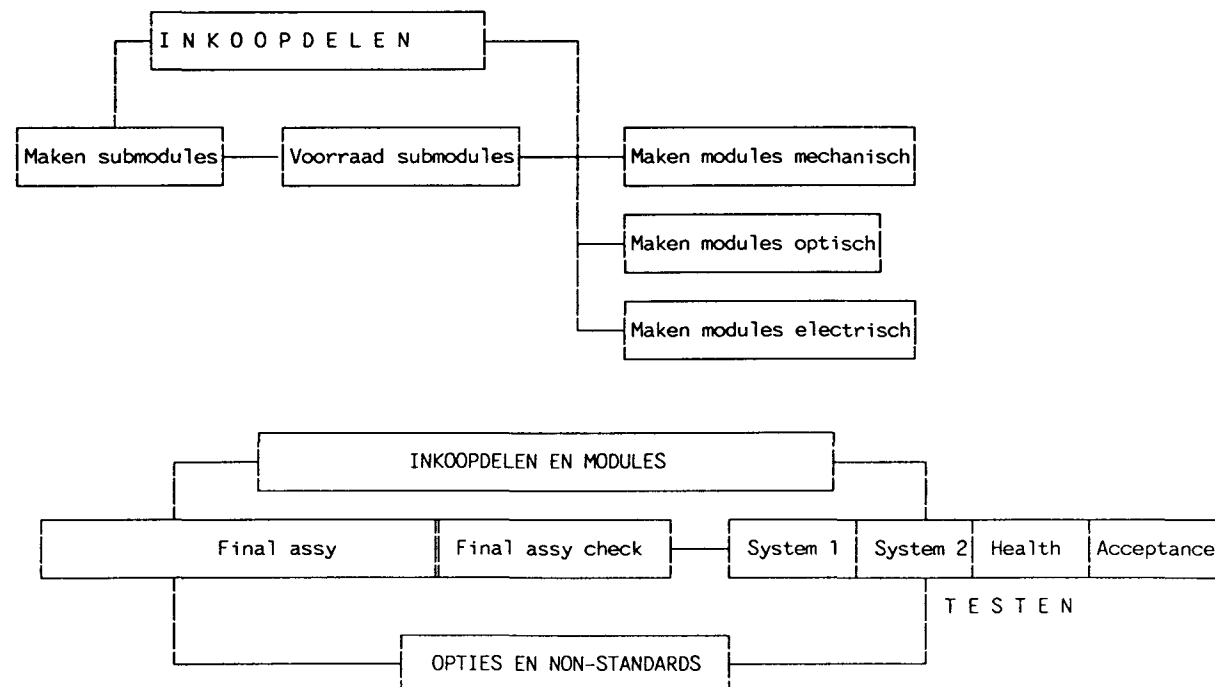 INKOOPDELEN
Maken submodules
Voorraad submodules
Maken modules mechanisch
Maken modules optisch
Maken modules electrisch
INKOOPDELEN EN MODULES
Final assy
Final assy check
System 1
System 2
Health
Acceptance
TESTEN
OPTIES EN NON-STANDARDS